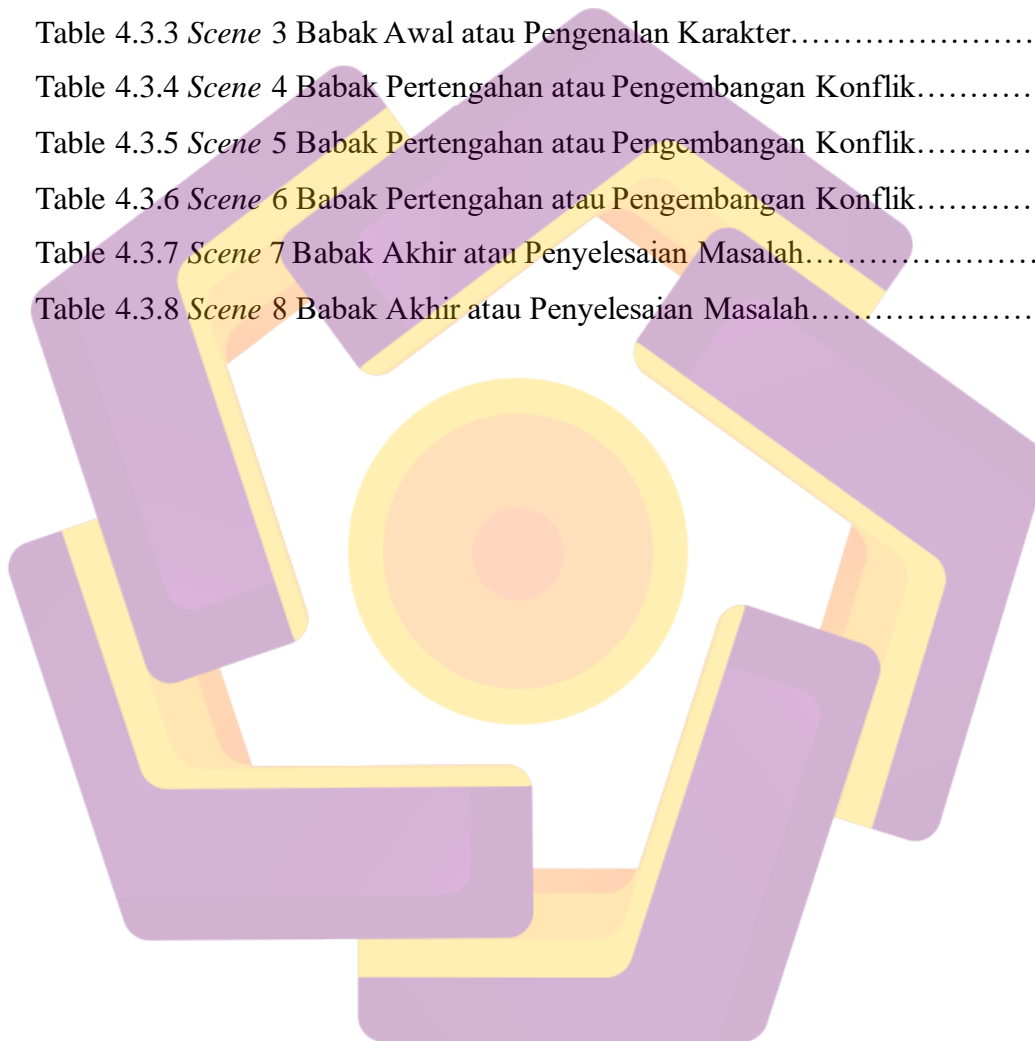 Table 4.3.3 Scene 3 Babak Awal atau Pengenalan Karakter……………………
Table 4.3.4 Scene 4 Babak Pertengahan atau Pengembangan Konflik…………
Table 4.3.5 Scene 5 Babak Pertengahan atau Pengembangan Konflik…………
Table 4.3.6 Scene 6 Babak Pertengahan atau Pengembangan Konflik…………
Table 4.3.7 Scene 7 Babak Akhir atau Penyelesaian Masalah……………………
Table 4.3.8 Scene 8 Babak Akhir atau Penyelesaian Masalah……………………